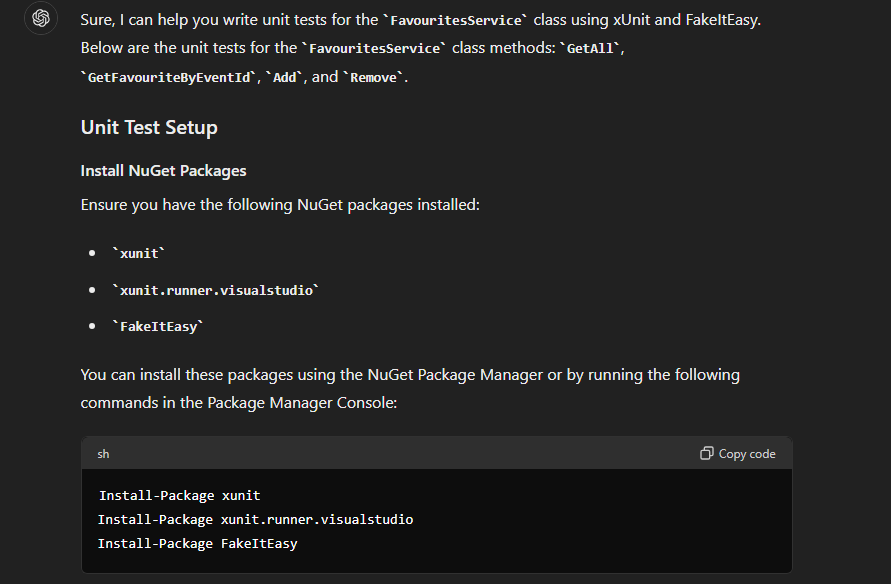 Sure, I can help you write unit tests for the `FavouritesService` class using xUnit and FakeItEasy.
Below are the unit tests for the `FavouritesService` class methods: `GetAll`,
`GetFavouriteByEventId`, `Add`, and `Remove`.
Unit Test Setup
Install NuGet Packages
Ensure you have the following NuGet packages installed:
• `xunit`
• `xunit.runner.visualstudio`
• `FakeItEasy`
You can install these packages using the NuGet Package Manager or by running the following
commands in the Package Manager Console:
sh Copy code
Install-Package xunit
Install-Package xunit.runner.visualstudio
Install-Package FakeItEasy